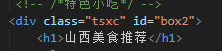 <!-- /*特色小吃*/ -->
<div class="tsxc" id="box2">
<h1>山西美食推荐</h1>